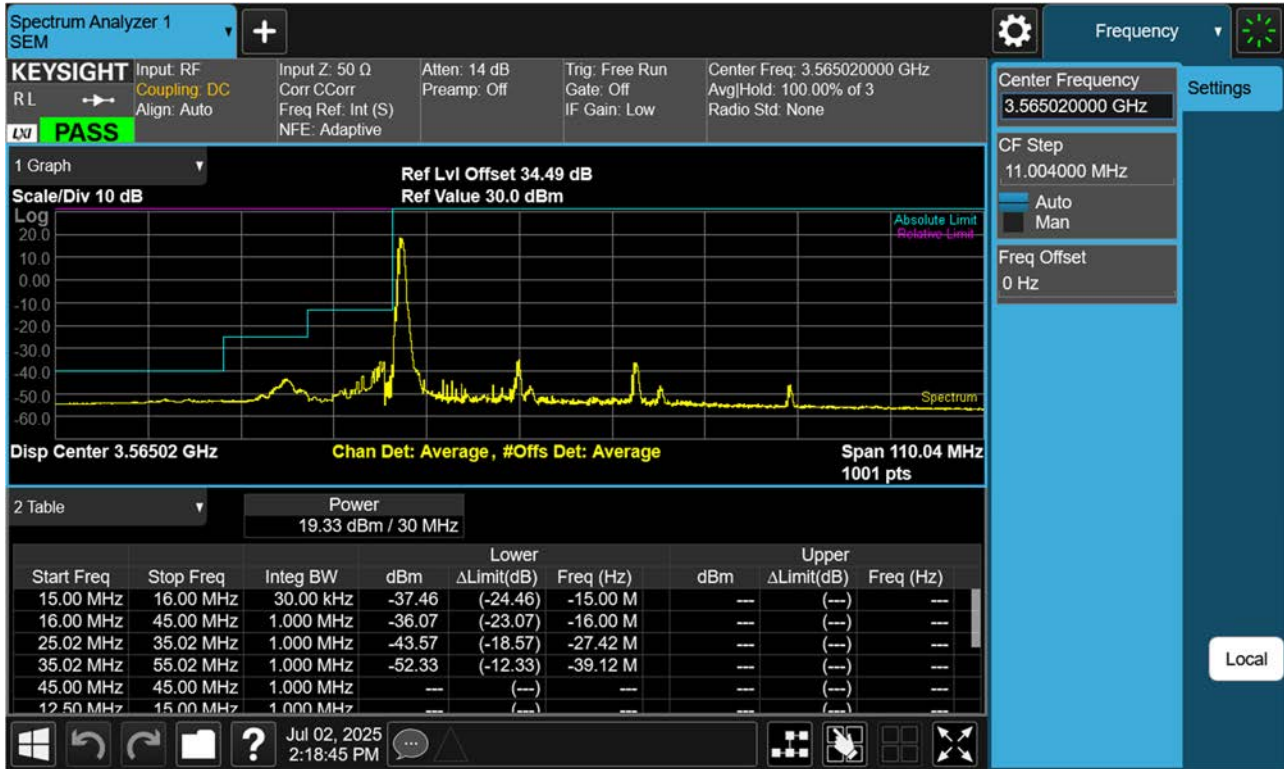 Spectrum Analyzer 1
SEM
Frequency
KEYSIGHT
R L
LXI
PASS
Input: RF
Coupling: DC
Align: Auto
Input Z: 50 Ω
Corr CCorr
Freq Ref: Int (S)
NFE: Adaptive
Atten: 14 dB
Preamp: Off
Trig: Free Run
Gate: Off
IF Gain: Low
Center Freq: 3.565020000 GHz
Avg|Hold: 100.00% of 3
Radio Std: None
Center Frequency
3.565020000 GHz
Settings
CF Step
11.004000 MHz
Auto
Man
Freq Offset
0 Hz
Local
1 Graph
Scale/Div 10 dB
Ref Lvl Offset 34.49 dB
Ref Value 30.0 dBm
Log
20.0
10.0
0.00
-10.0
-20.0
-30.0
-40.0
-50.0
-60.0
Absolute Limit
Relative Limit
Spectrum
Disp Center 3.56502 GHz
Chan Det: Average , #Offs Det: Average
Span 110.04 MHz
1001 pts
2 Table
Power
19.33 dBm / 30 MHz
Lower Upper
Start Freq Stop Freq Integ BW dBm ΔLimit(dB) Freq (Hz) dBm ΔLimit(dB) Freq (Hz)
15.00 MHz 16.00 MHz 30.00 kHz -37.46 (-24.46) -15.00 M --- (---) ---
16.00 MHz 45.00 MHz 1.000 MHz -36.07 (-23.07) -16.00 M --- (---) ---
25.02 MHz 35.02 MHz 1.000 MHz -43.57 (-18.57) -27.42 M --- (---) ---
35.02 MHz 55.02 MHz 1.000 MHz -52.33 (-12.33) -39.12 M --- (---) ---
45.00 MHz 45.00 MHz 1.000 MHz --- (---) --- --- (---) ---
12.50 MHz 15.00 MHz 1.000 MHz --- (---) --- --- (---) ---
?
Jul 02, 2025
2:18:45 PM